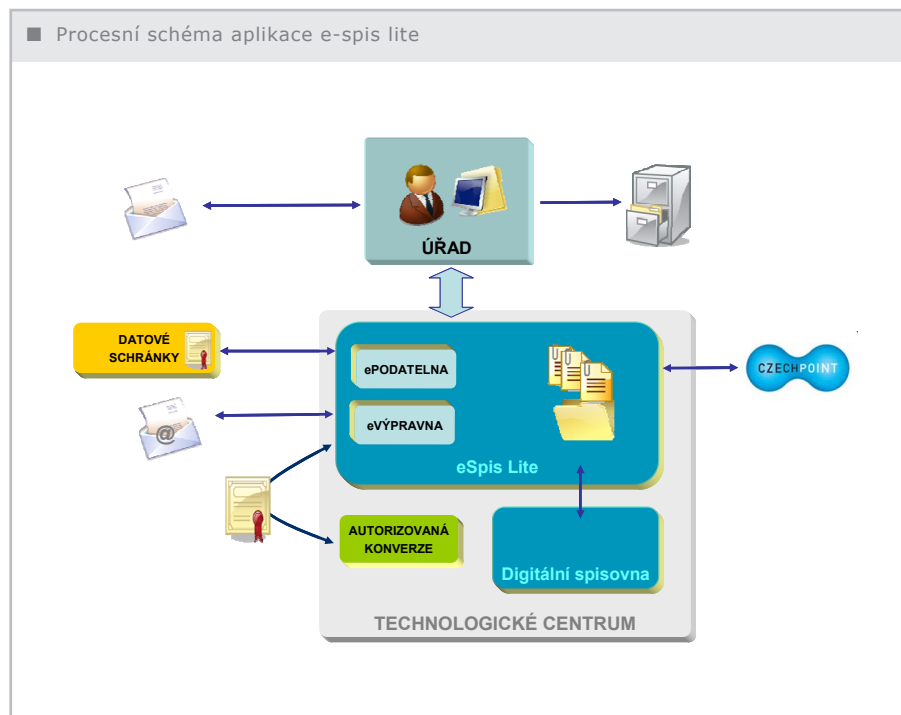 Procesní schéma aplikace e-spis lite
ÚŘAD
DATOVÉ
SCHRÁNKY
ePODATELNA
CZECHPOINT
eVÝPRAVNA
@
eSpis Lite
AUTORIZOVANÁ
KONVERZE
Digitální spisovna
TECHNOLOGICKÉ CENTRUM